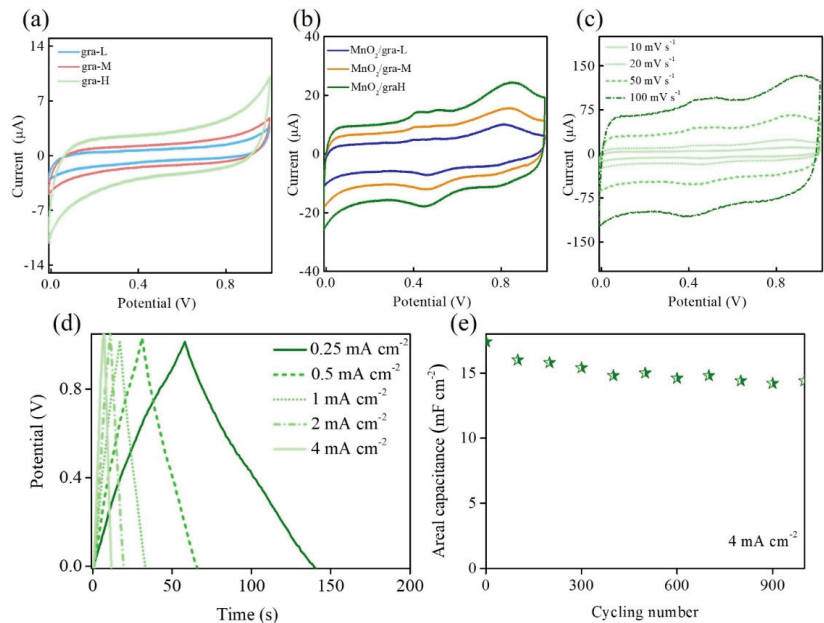 (a)
14
7
0
-7
-14
Current (µA)
gra-L
gra-M
gra-H
0.0
0.4
0.8
Potential (V)
(b)
40
20
0
-20
-40
Current (µA)
MnO₂/gra-L
MnO₂/gra-M
MnO₂/graH
0.0
0.4
0.8
Potential (V)
(c)
150
75
0
-75
-150
Current (µA)
10 mV s⁻¹
20 mV s⁻¹
50 mV s⁻¹
100 mV s⁻¹
0.0
0.4
0.8
Potential (V)
(d)
0.8
0.4
0.0
Potential (V)
0.25 mA cm⁻²
0.5 mA cm⁻²
1 mA cm⁻²
2 mA cm⁻²
4 mA cm⁻²
0
50
100
150
200
Time (s)
(e)
15
10
5
0
Areal capacitance (mF cm⁻²)
4 mA cm⁻²
0
300
600
900
Cycling number